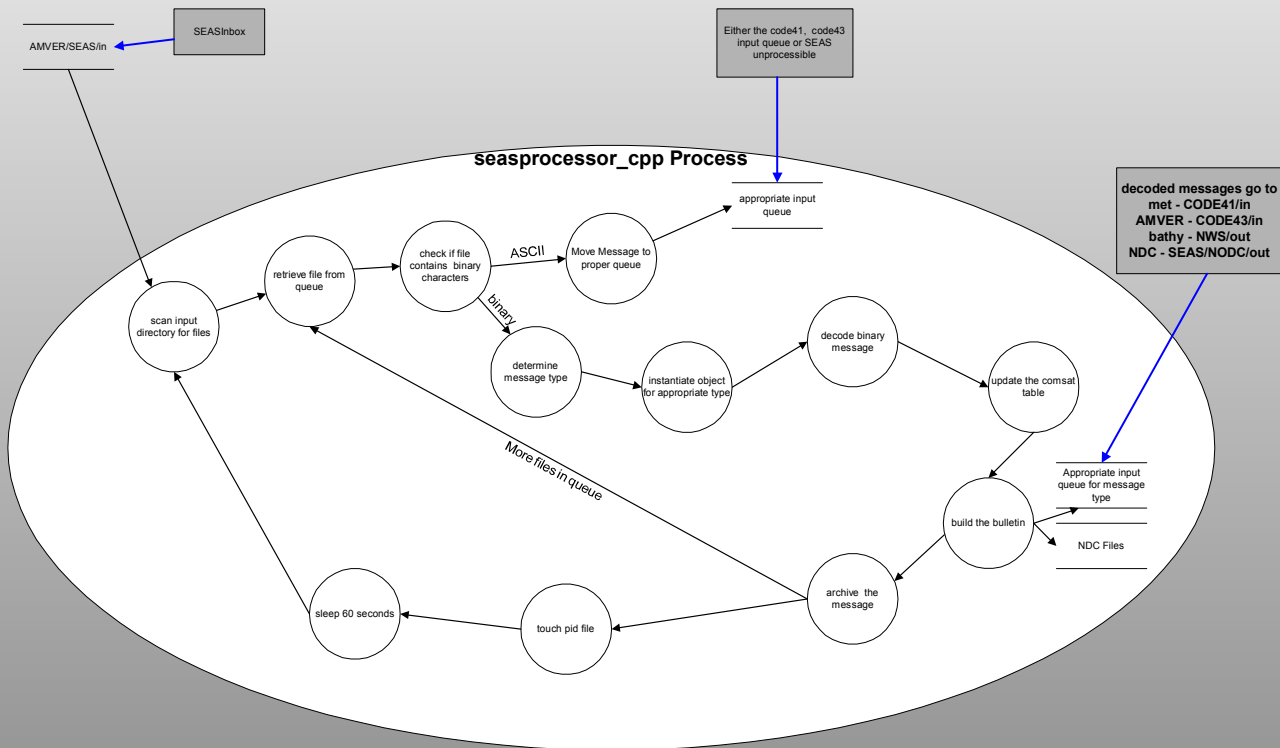 AMVER/SEAS/in
SEASInbox
Either the code41, code43
input queue or SEAS
unprocessible
seasprocessor_cpp Process
decoded messages go to
met - CODE41/in
AMVER - CODE43/in
bathy - NWS/out
NDC - SEAS/NODC/out
appropriate input
queue
Move Message to
proper queue
ASCII
check if file
contains binary
characters
retrieve file from
queue
scan input
directory for files
binary
determine
message type
instantiate object
for appropriate type
decode binary
message
update the comsat
table
More files in queue
Appropriate input
queue for message
type
build the bulletin
NDC Files
archive the
message
touch pid file
sleep 60 seconds